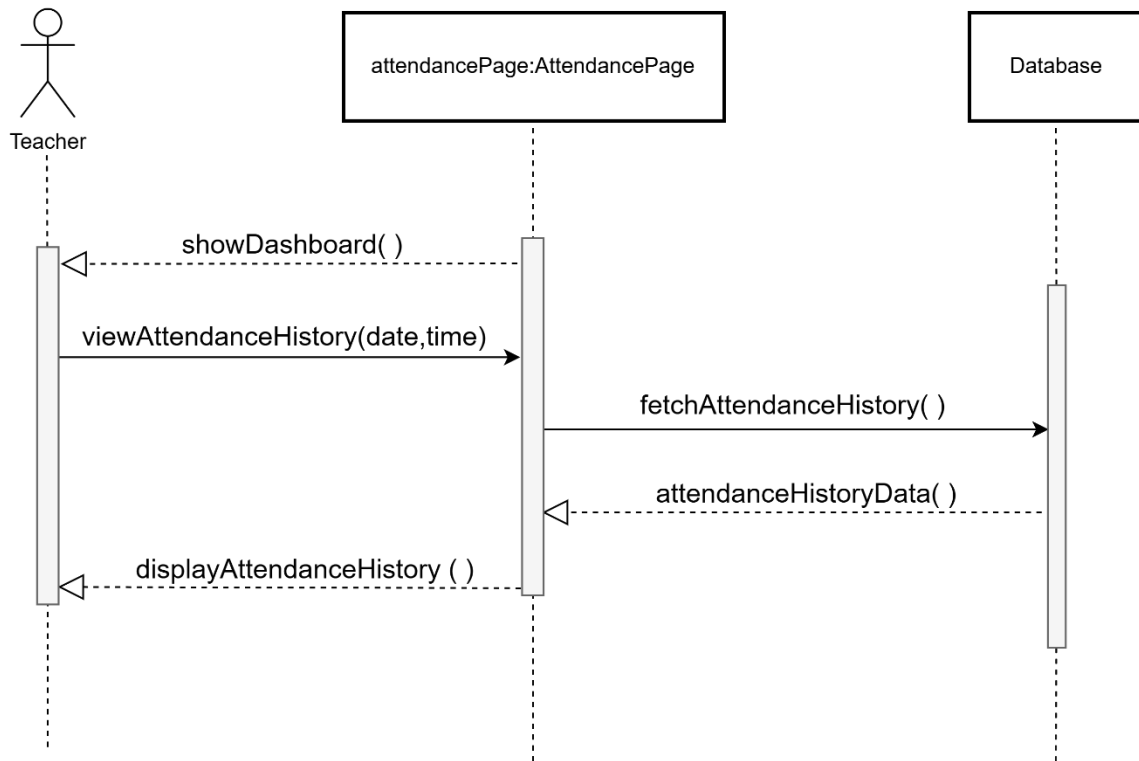 attendancePage:AttendancePage
Database
Teacher
showDashboard( )
viewAttendanceHistory(date,time)
fetchAttendanceHistory( )
attendanceHistoryData( )
displayAttendanceHistory ( )